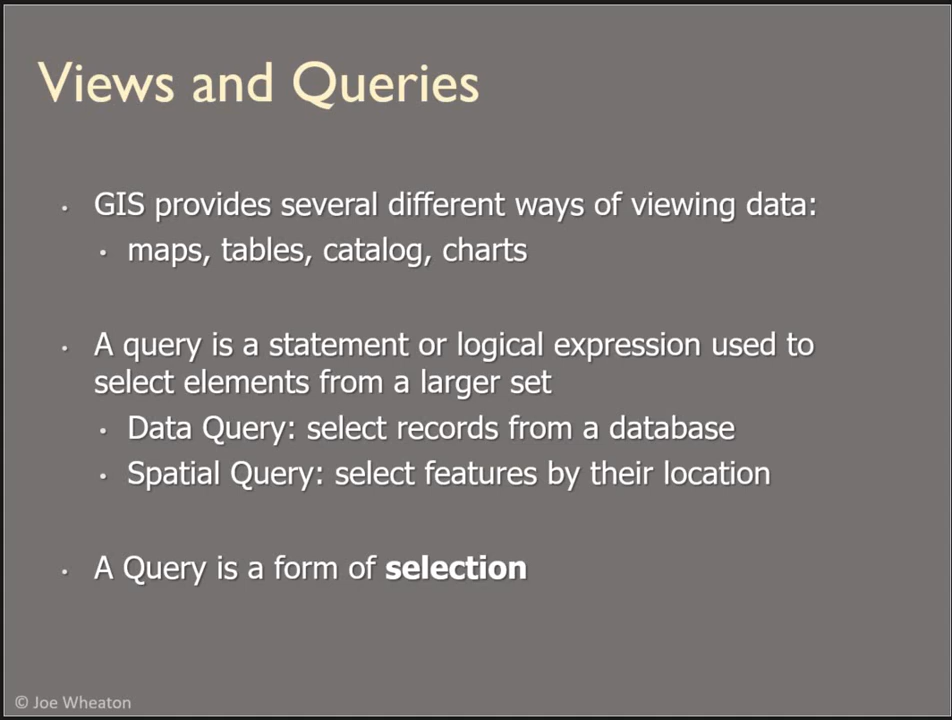 Views and Queries
• GIS provides several different ways of viewing data:
• maps, tables, catalog, charts
• A query is a statement or logical expression used to
select elements from a larger set
• Data Query: select records from a database
• Spatial Query: select features by their location
• A Query is a form of selection
© Joe Wheaton